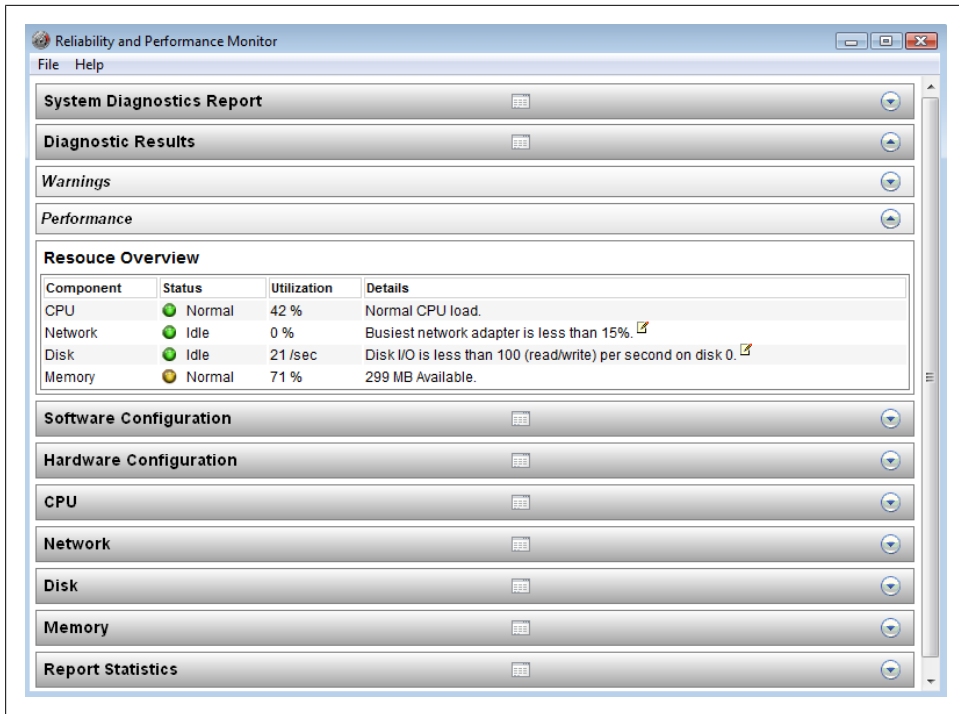 Reliability and Performance Monitor
File Help
System Diagnostics Report
Diagnostic Results
Warnings
Performance
Resouce Overview
Component Status Utilization Details
CPU Normal 42 % Normal CPU load.
Network Idle 0 % Busiest network adapter is less than 15%.
Disk Idle 21 /sec Disk I/O is less than 100 (read/write) per second on disk 0.
Memory Normal 71 % 299 MB Available.
Software Configuration
Hardware Configuration
CPU
Network
Disk
Memory
Report Statistics